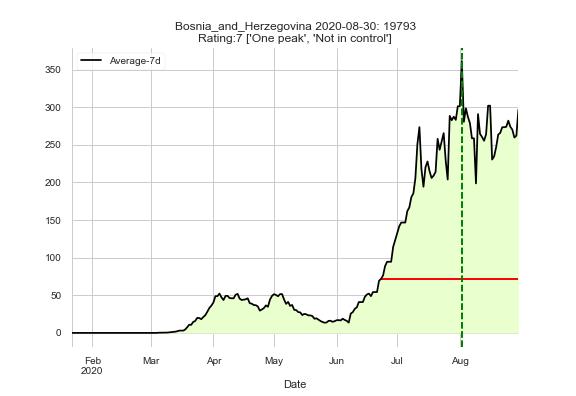 Bosnia_and_Herzegovina 2020-08-30: 19793
Rating:7 ['One peak', 'Not in control']
Average-7d
350
300
250
200
150
100
50
0
Feb Mar Apr May Jun Jul Aug
2020
Date